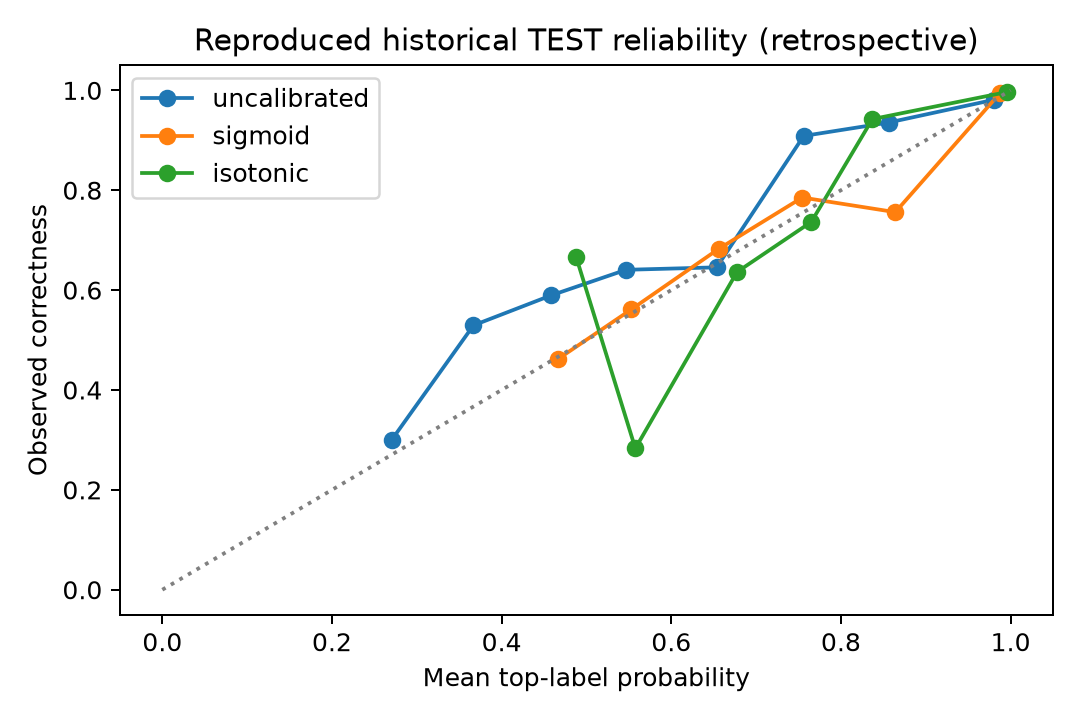 Reproduced historical TEST reliability (retrospective)
uncalibrated
sigmoid
isotonic
Observed correctness
1.0
0.8
0.6
0.4
0.2
0.0
0.0 0.2 0.4 0.6 0.8 1.0
Mean top-label probability